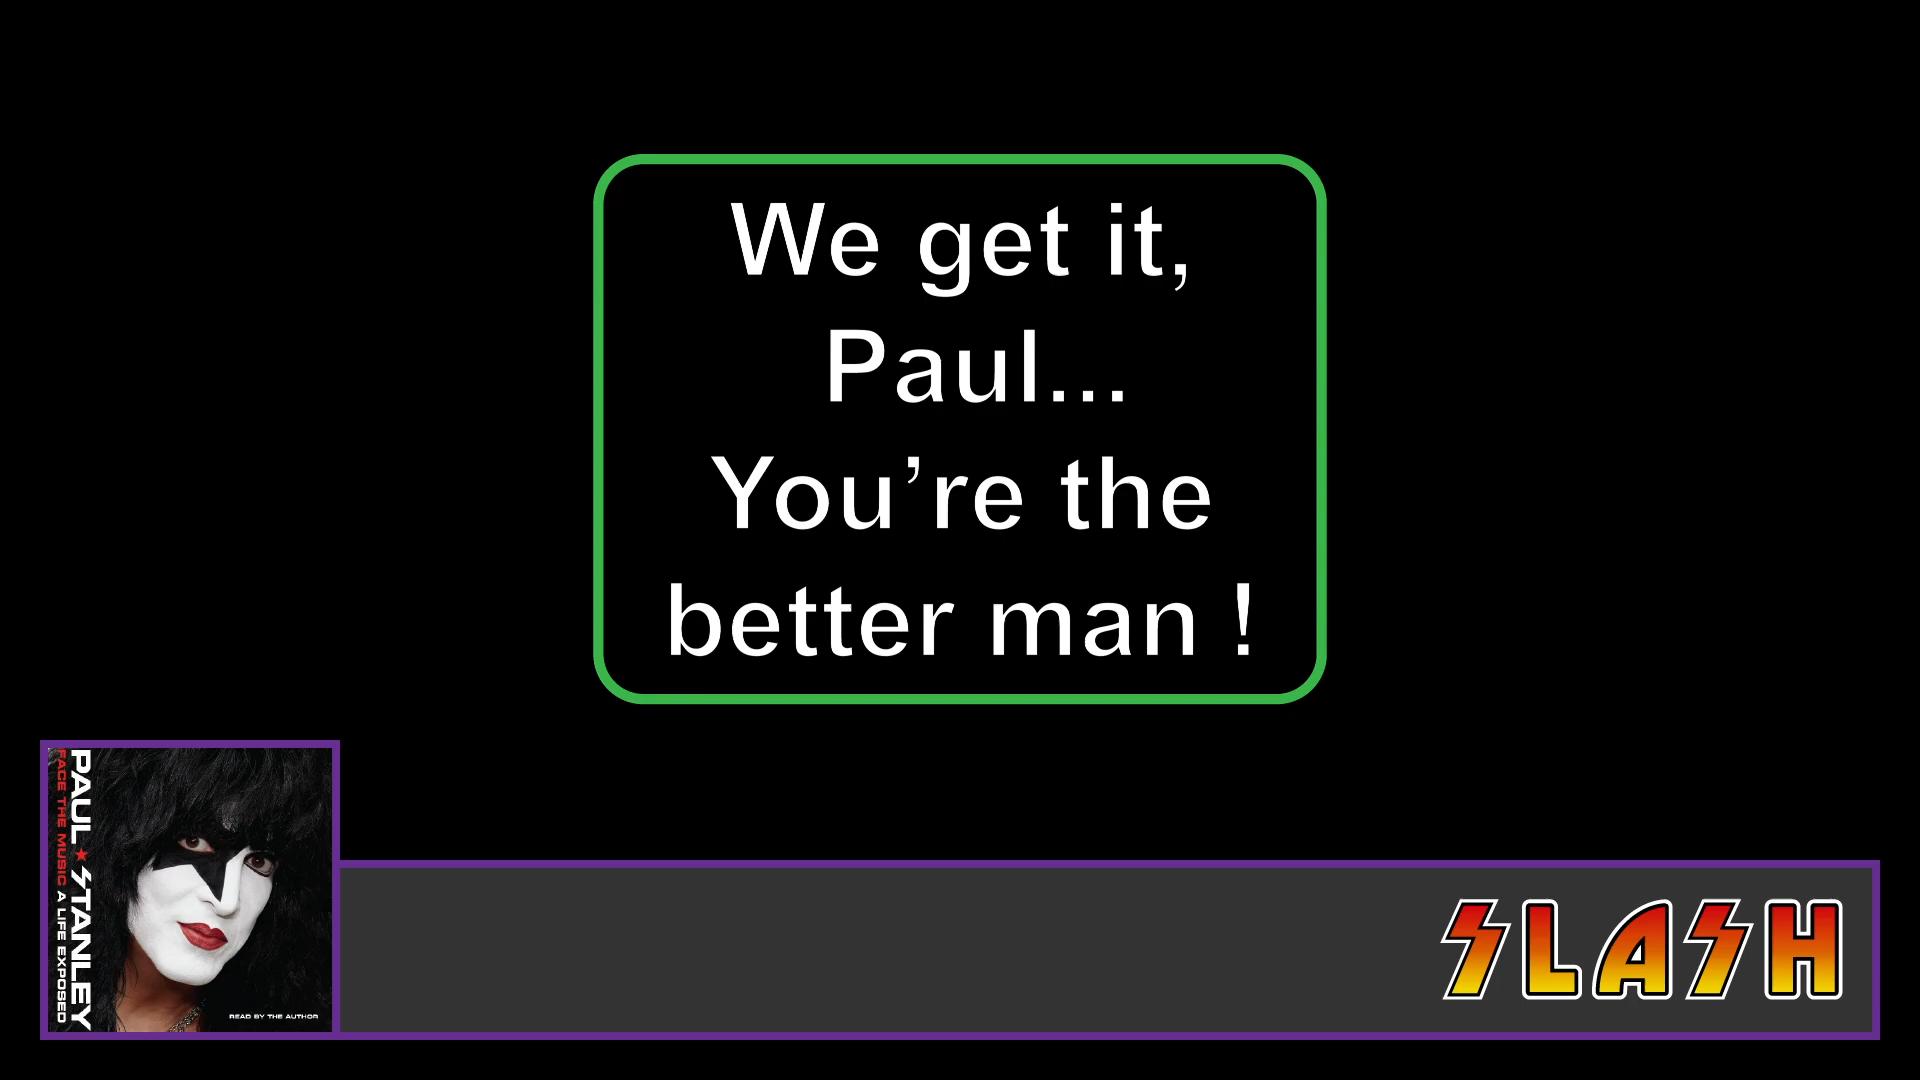 We get it,
Paul...
You’re the
better man !
PAUL ★ STANLEY
FACE THE MUSIC A LIFE EXPOSED
READ BY THE AUTHOR
SLASH